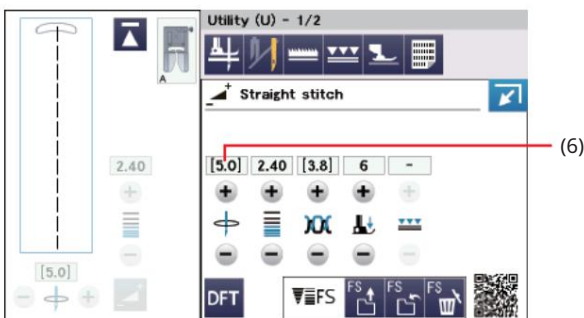 Utility (U) - 1/2
A
Straight stitch
(6)
2.40
[5.0] 2.40 [3.8] 6 -
[5.0]
DFT
FS
FS
FS
FS